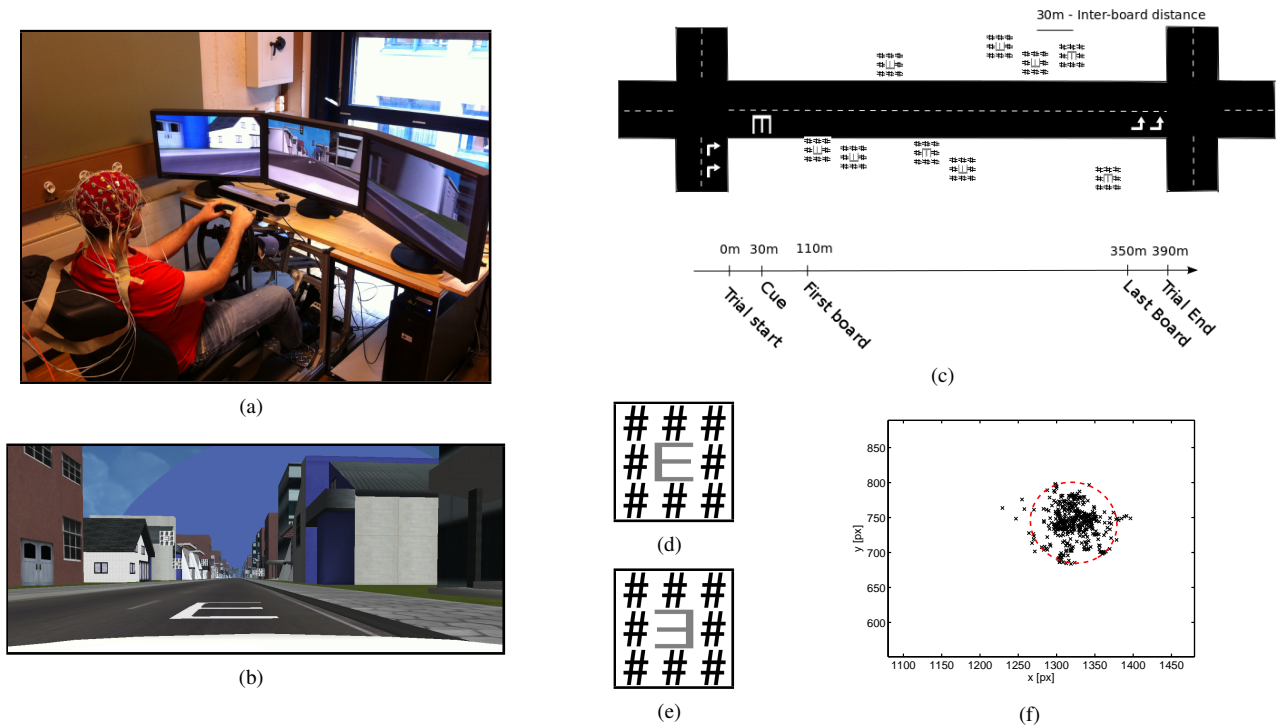 30m - Inter-board distance
E
0m 30m 110m 350m 390m
Trial start
Cue
First board
Last Board
Trial End
(a)
(c)
# # #
# E #
# # #
(d)
# # #
# Ǝ #
# # #
(e)
(b)
850
800
750
700
650
600
y [px]
1100 1150 1200 1250 1300 1350 1400 1450
x [px]
(f)